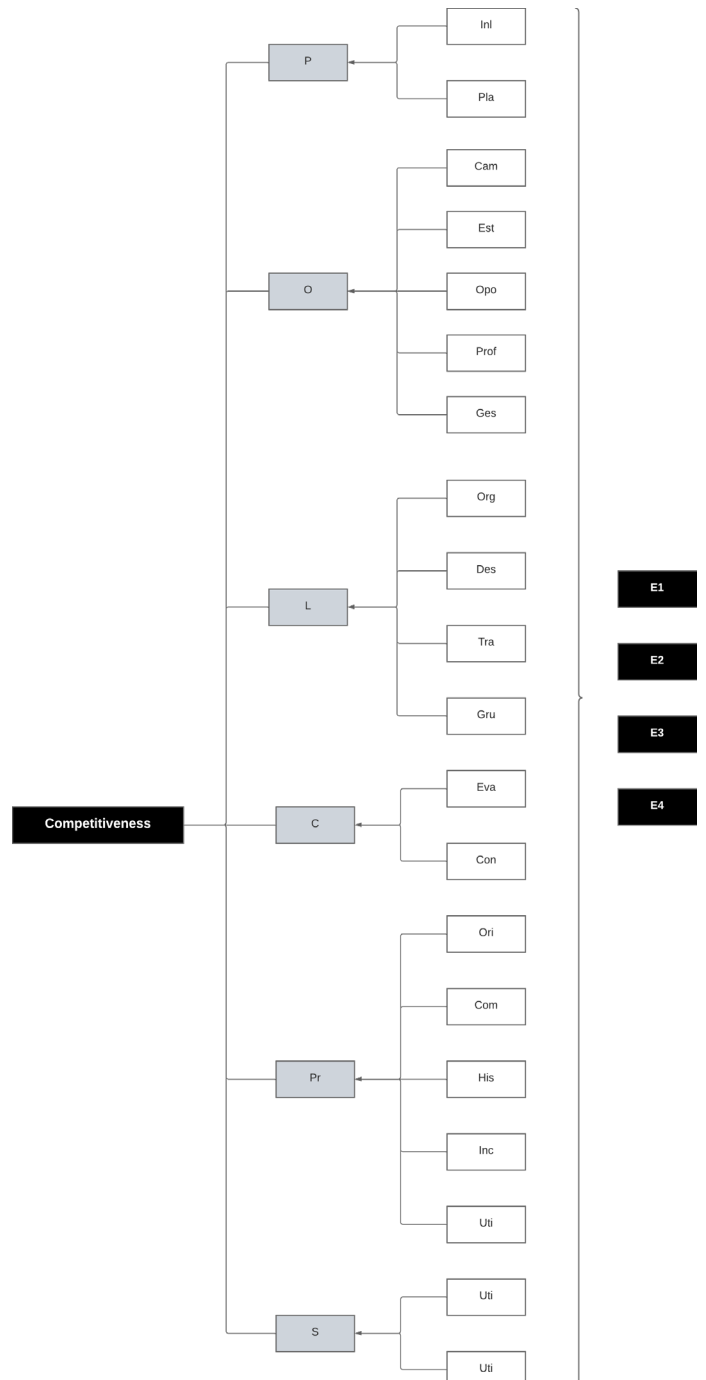 Inl
P
Pla
Cam
Est
O
Opo
Prof
Ges
Org
Des
L
Tra
Gru
E1
E2
E3
E4
Eva
Competitiveness
C
Con
Ori
Com
Pr
His
Inc
Uti
Uti
S
Uti